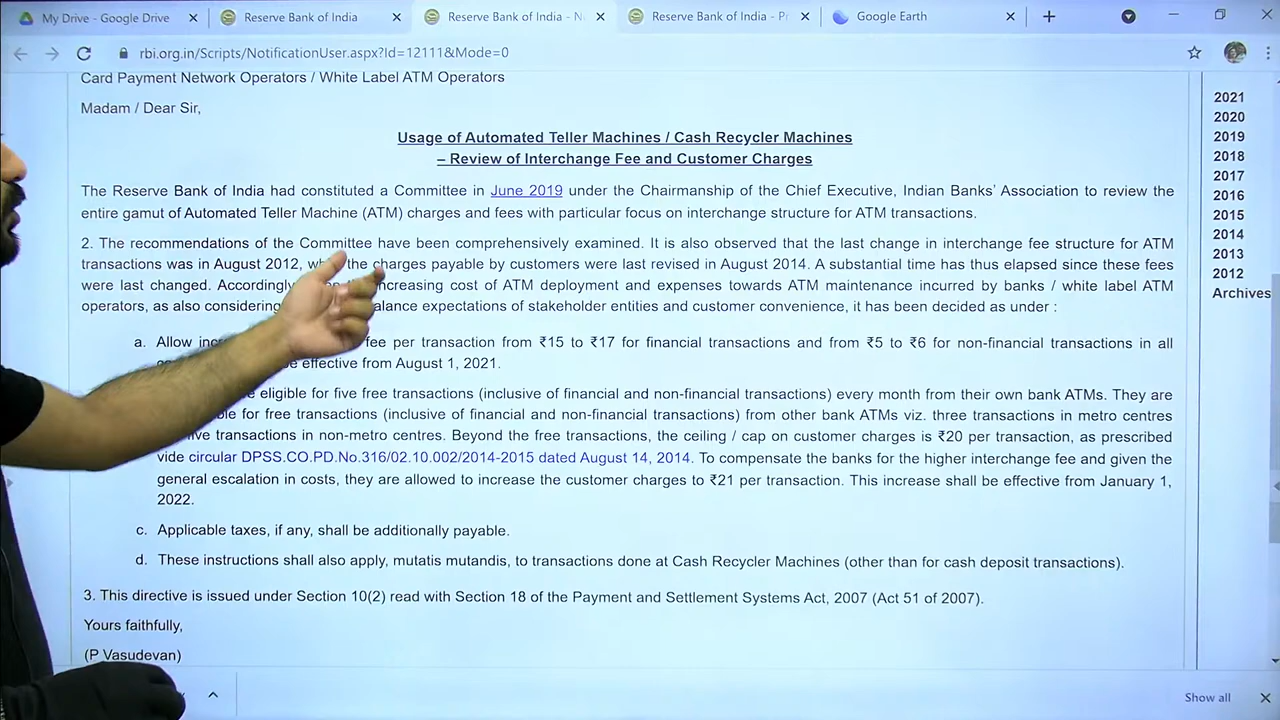 My Drive - Google Drive
Reserve Bank of India
Reserve Bank of India - N
Reserve Bank of India - P
Google Earth
rbi.org.in/Scripts/NotificationUser.aspx?Id=12111&Mode=0
Card Payment Network Operators / White Label ATM Operators
Madam / Dear Sir,
Usage of Automated Teller Machines / Cash Recycler Machines
– Review of Interchange Fee and Customer Charges
The Reserve Bank of India had constituted a Committee in June 2019 under the Chairmanship of the Chief Executive, Indian Banks' Association to review the
entire gamut of Automated Teller Machine (ATM) charges and fees with particular focus on interchange structure for ATM transactions.
2. The recommendations of the Committee have been comprehensively examined. It is also observed that the last change in interchange fee structure for ATM
transactions was in August 2012, the charges payable by customers were last revised in August 2014. A substantial time has thus elapsed since these fees
were last changed. Accordingly increasing cost of ATM deployment and expenses towards ATM maintenance incurred by banks / white label ATM
operators, as also considering expectations of stakeholder entities and customer convenience, it has been decided as under :
a. Allow fee per transaction from ₹15 to ₹17 for financial transactions and from ₹5 to ₹6 for non-financial transactions in all
effective from August 1, 2021.
eligible for five free transactions (inclusive of financial and non-financial transactions) every month from their own bank ATMs. They are
for free transactions (inclusive of financial and non-financial transactions) from other bank ATMs viz. three transactions in metro centres
transactions in non-metro centres. Beyond the free transactions, the ceiling / cap on customer charges is ₹20 per transaction, as prescribed
vide circular DPSS.CO.PD.No.316/02.10.002/2014-2015 dated August 14, 2014. To compensate the banks for the higher interchange fee and given the
general escalation in costs, they are allowed to increase the customer charges to ₹21 per transaction. This increase shall be effective from January 1,
2022.
c. Applicable taxes, if any, shall be additionally payable.
d. These instructions shall also apply, mutatis mutandis, to transactions done at Cash Recycler Machines (other than for cash deposit transactions).
3. This directive is issued under Section 10(2) read with Section 18 of the Payment and Settlement Systems Act, 2007 (Act 51 of 2007).
Yours faithfully,
(P Vasudevan)
2021
2020
2019
2018
2017
2016
2015
2014
2013
2012
Archives
Show all